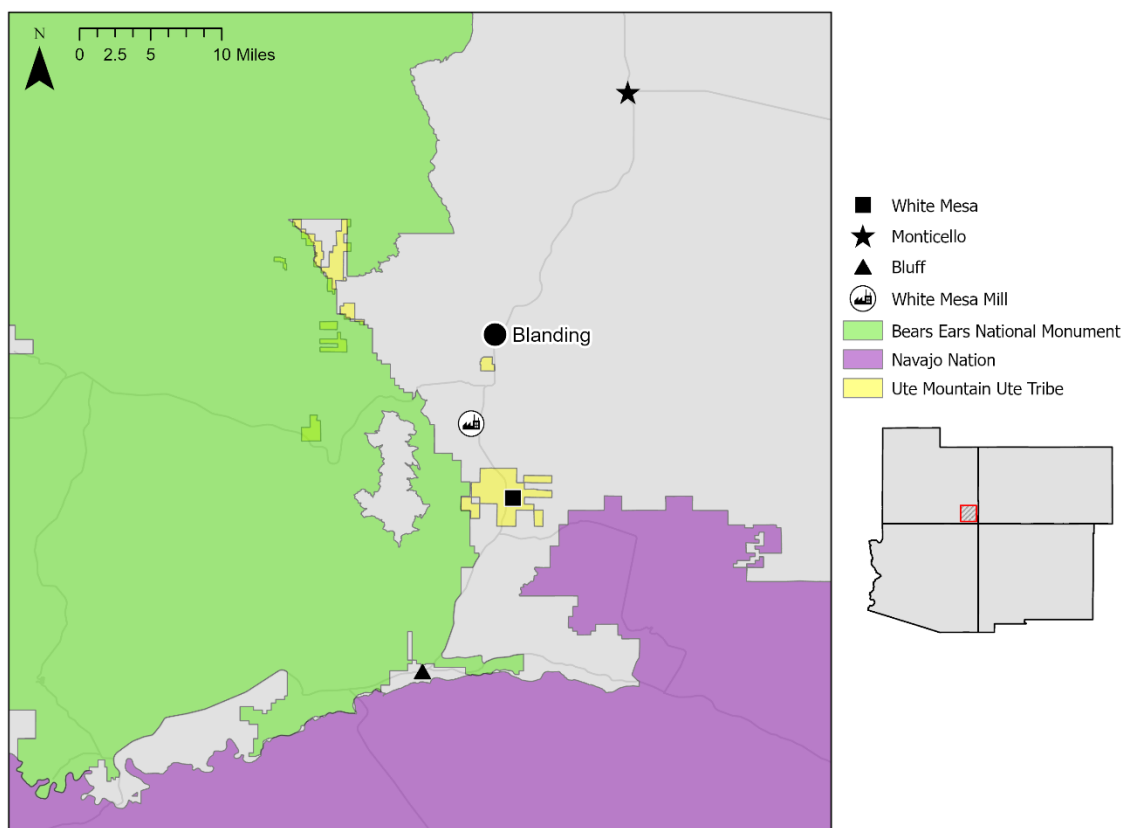 N
0 2.5 5 10 Miles
Blanding
White Mesa
Monticello
Bluff
White Mesa Mill
Bears Ears National Monument
Navajo Nation
Ute Mountain Ute Tribe